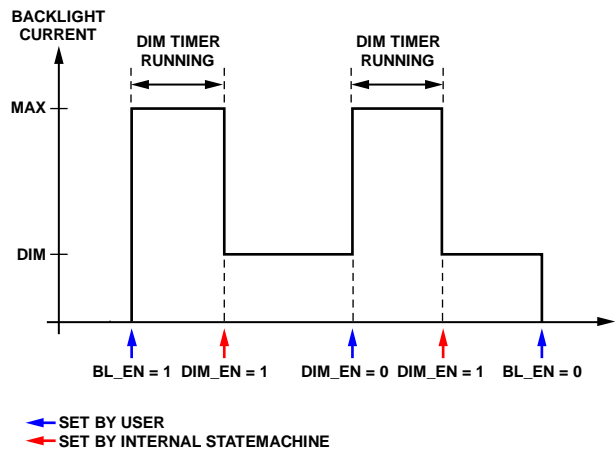 BACKLIGHT
CURRENT
DIM TIMER
RUNNING
DIM TIMER
RUNNING
MAX
DIM
BL_EN = 1
DIM_EN = 1
DIM_EN = 0
DIM_EN = 1
BL_EN = 0
SET BY USER
SET BY INTERNAL STATEMACHINE